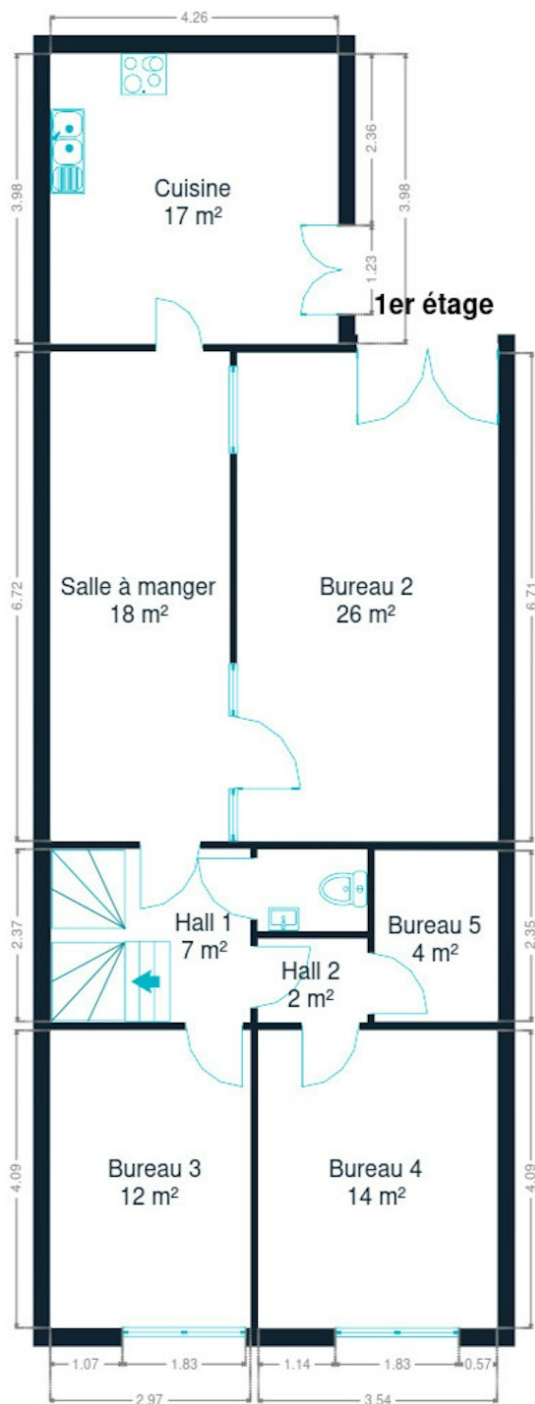 4.26
3.98
2.36
3.98
Cuisine
17 m²
1.23
1er étage
6.72
6.71
Salle à manger
18 m²
Bureau 2
26 m²
2.37
2.35
Hall 1
7 m²
Bureau 5
4 m²
Hall 2
2 m²
4.09
4.09
Bureau 3
12 m²
Bureau 4
14 m²
1.07
1.83
1.14
1.83
0.57
2.97
3.54